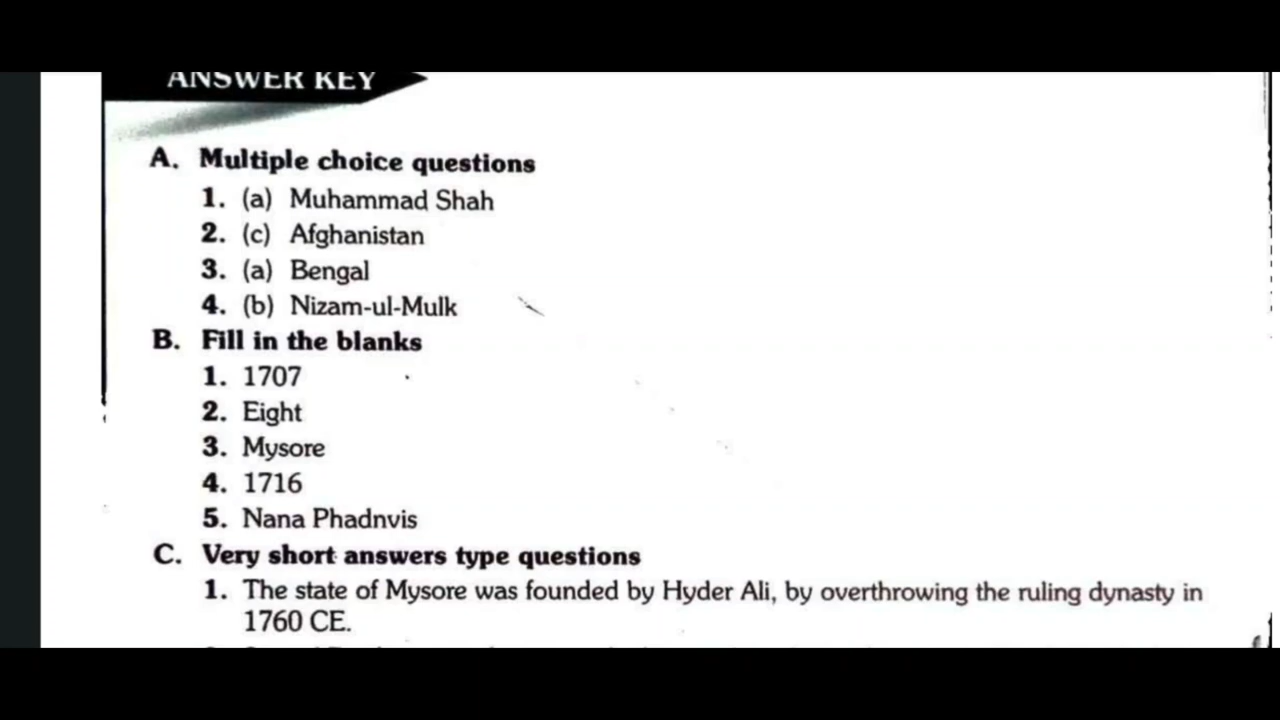 ANSWER KEY
A. Multiple choice questions
1. (a) Muhammad Shah
2. (c) Afghanistan
3. (a) Bengal
4. (b) Nizam-ul-Mulk
B. Fill in the blanks
1. 1707
2. Eight
3. Mysore
4. 1716
5. Nana Phadnvis
C. Very short answers type questions
1. The state of Mysore was founded by Hyder Ali, by overthrowing the ruling dynasty in
1760 CE.